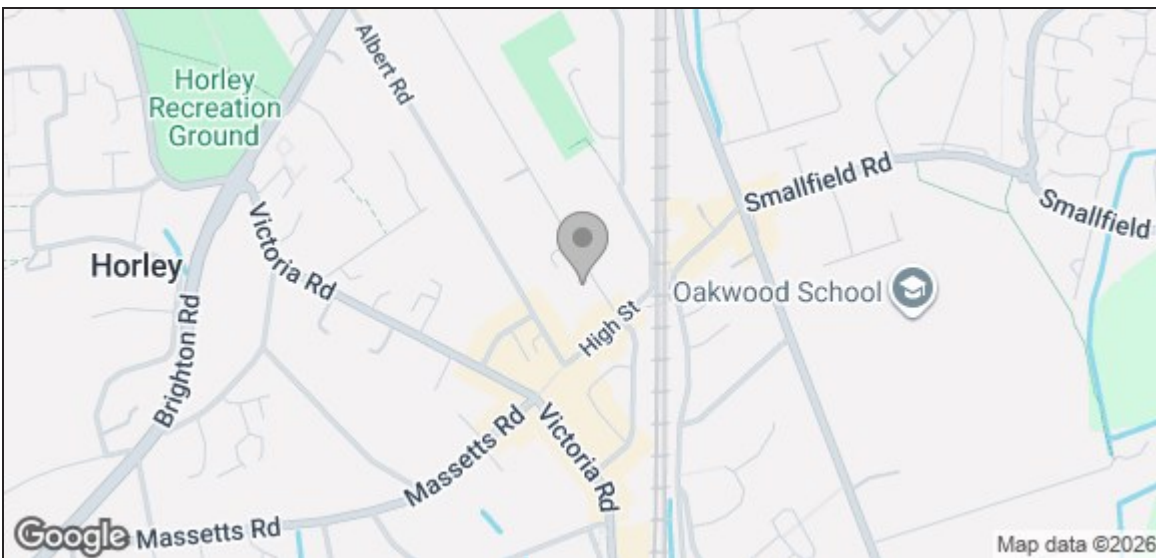 Albert Rd
Horley
Recreation
Ground
Smallfield Rd
Smallfield
Victoria Rd
Horley
Oakwood School
Brighton Rd
High St
Massetts Rd
Victoria Rd
Google
Massetts Rd
Map data ©2026